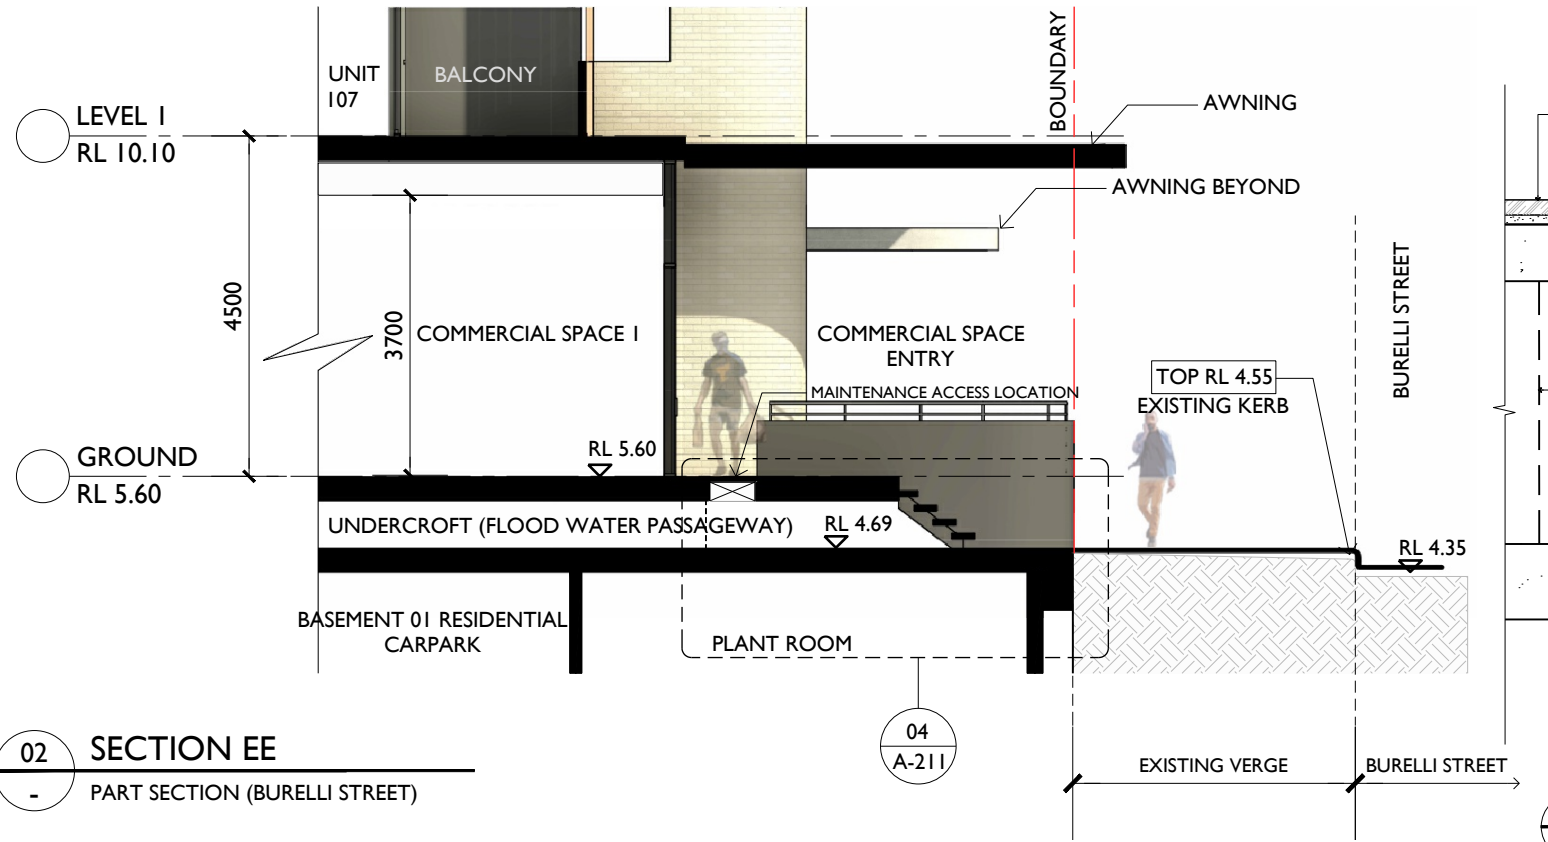 UNIT
107
BALCONY
BOUNDARY
LEVEL 1
RL 10.10
AWNING
AWNING BEYOND
4500
3700
COMMERCIAL SPACE 1
COMMERCIAL SPACE
ENTRY
BURELLI STREET
MAINTENANCE ACCESS LOCATION
TOP RL 4.55
EXISTING KERB
GROUND
RL 5.60
RL 5.60
UNDERCROFT (FLOOD WATER PASSAGEWAY)
RL 4.69
RL 4.35
BASEMENT 01 RESIDENTIAL
CARPARK
PLANT ROOM
04
A-211
02
-
SECTION EE
PART SECTION (BURELLI STREET)
EXISTING VERGE
BURELLI STREET